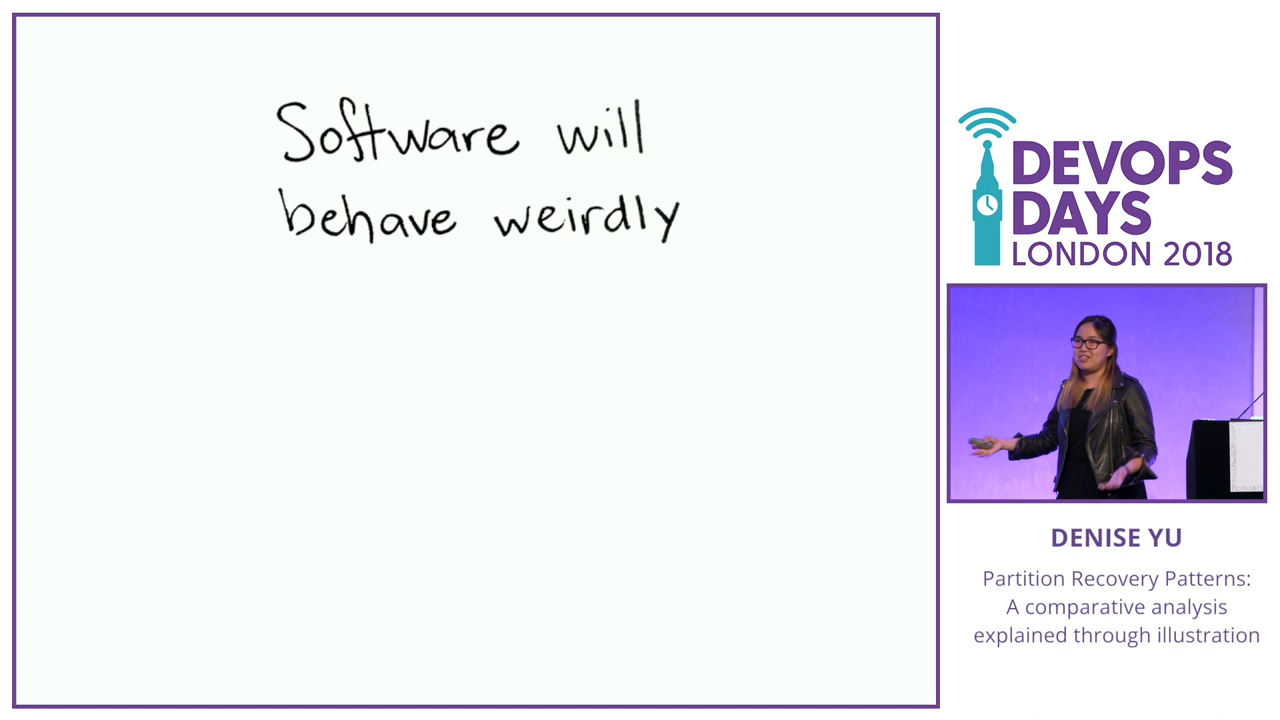 Software will
behave weirdly
DEVOPS
DAYS
LONDON 2018
DENISE YU
Partition Recovery Patterns:
A comparative analysis
explained through illustration